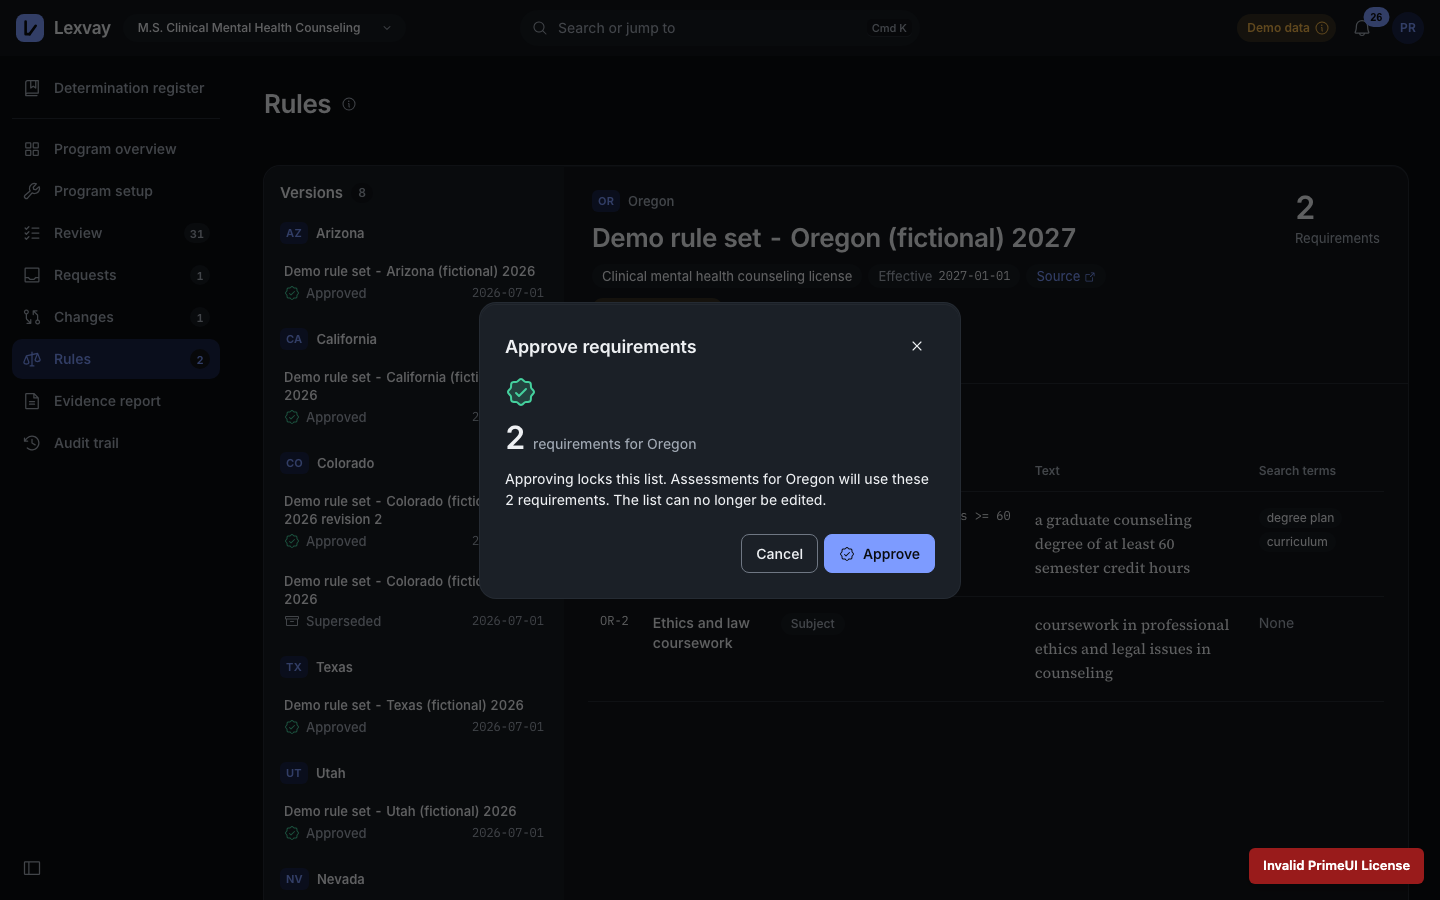 Lexvay
M.S. Clinical Mental Health Counseling
Search or jump to
Cmd K
Demo data
26
PR
Determination register
Program overview
Program setup
Review 31
Requests 1
Changes 1
Rules 2
Evidence report
Audit trail
Rules
Versions 8
AZ Arizona
Demo rule set - Arizona (fictional) 2026
Approved 2026-07-01
CA California
Demo rule set - California (ficti
2026
Approved 2
CO Colorado
Demo rule set - Colorado (fictio
2026 revision 2
Approved 2
Demo rule set - Colorado (fictio
2026
Superseded 2026-07-01
TX Texas
Demo rule set - Texas (fictional) 2026
Approved 2026-07-01
UT Utah
Demo rule set - Utah (fictional) 2026
Approved 2026-07-01
NV Nevada
OR Oregon
Demo rule set - Oregon (fictional) 2027
Clinical mental health counseling license
Effective 2027-01-01
Source
2
Requirements
Approve requirements
2 requirements for Oregon
Approving locks this list. Assessments for Oregon will use these
2 requirements. The list can no longer be edited.
Cancel
Approve
Text
Search terms
s >= 60
a graduate counseling
degree of at least 60
semester credit hours
degree plan
curriculum
OR-2
Ethics and law
coursework
Subject
coursework in professional
ethics and legal issues in
counseling
None
Invalid PrimeUI License